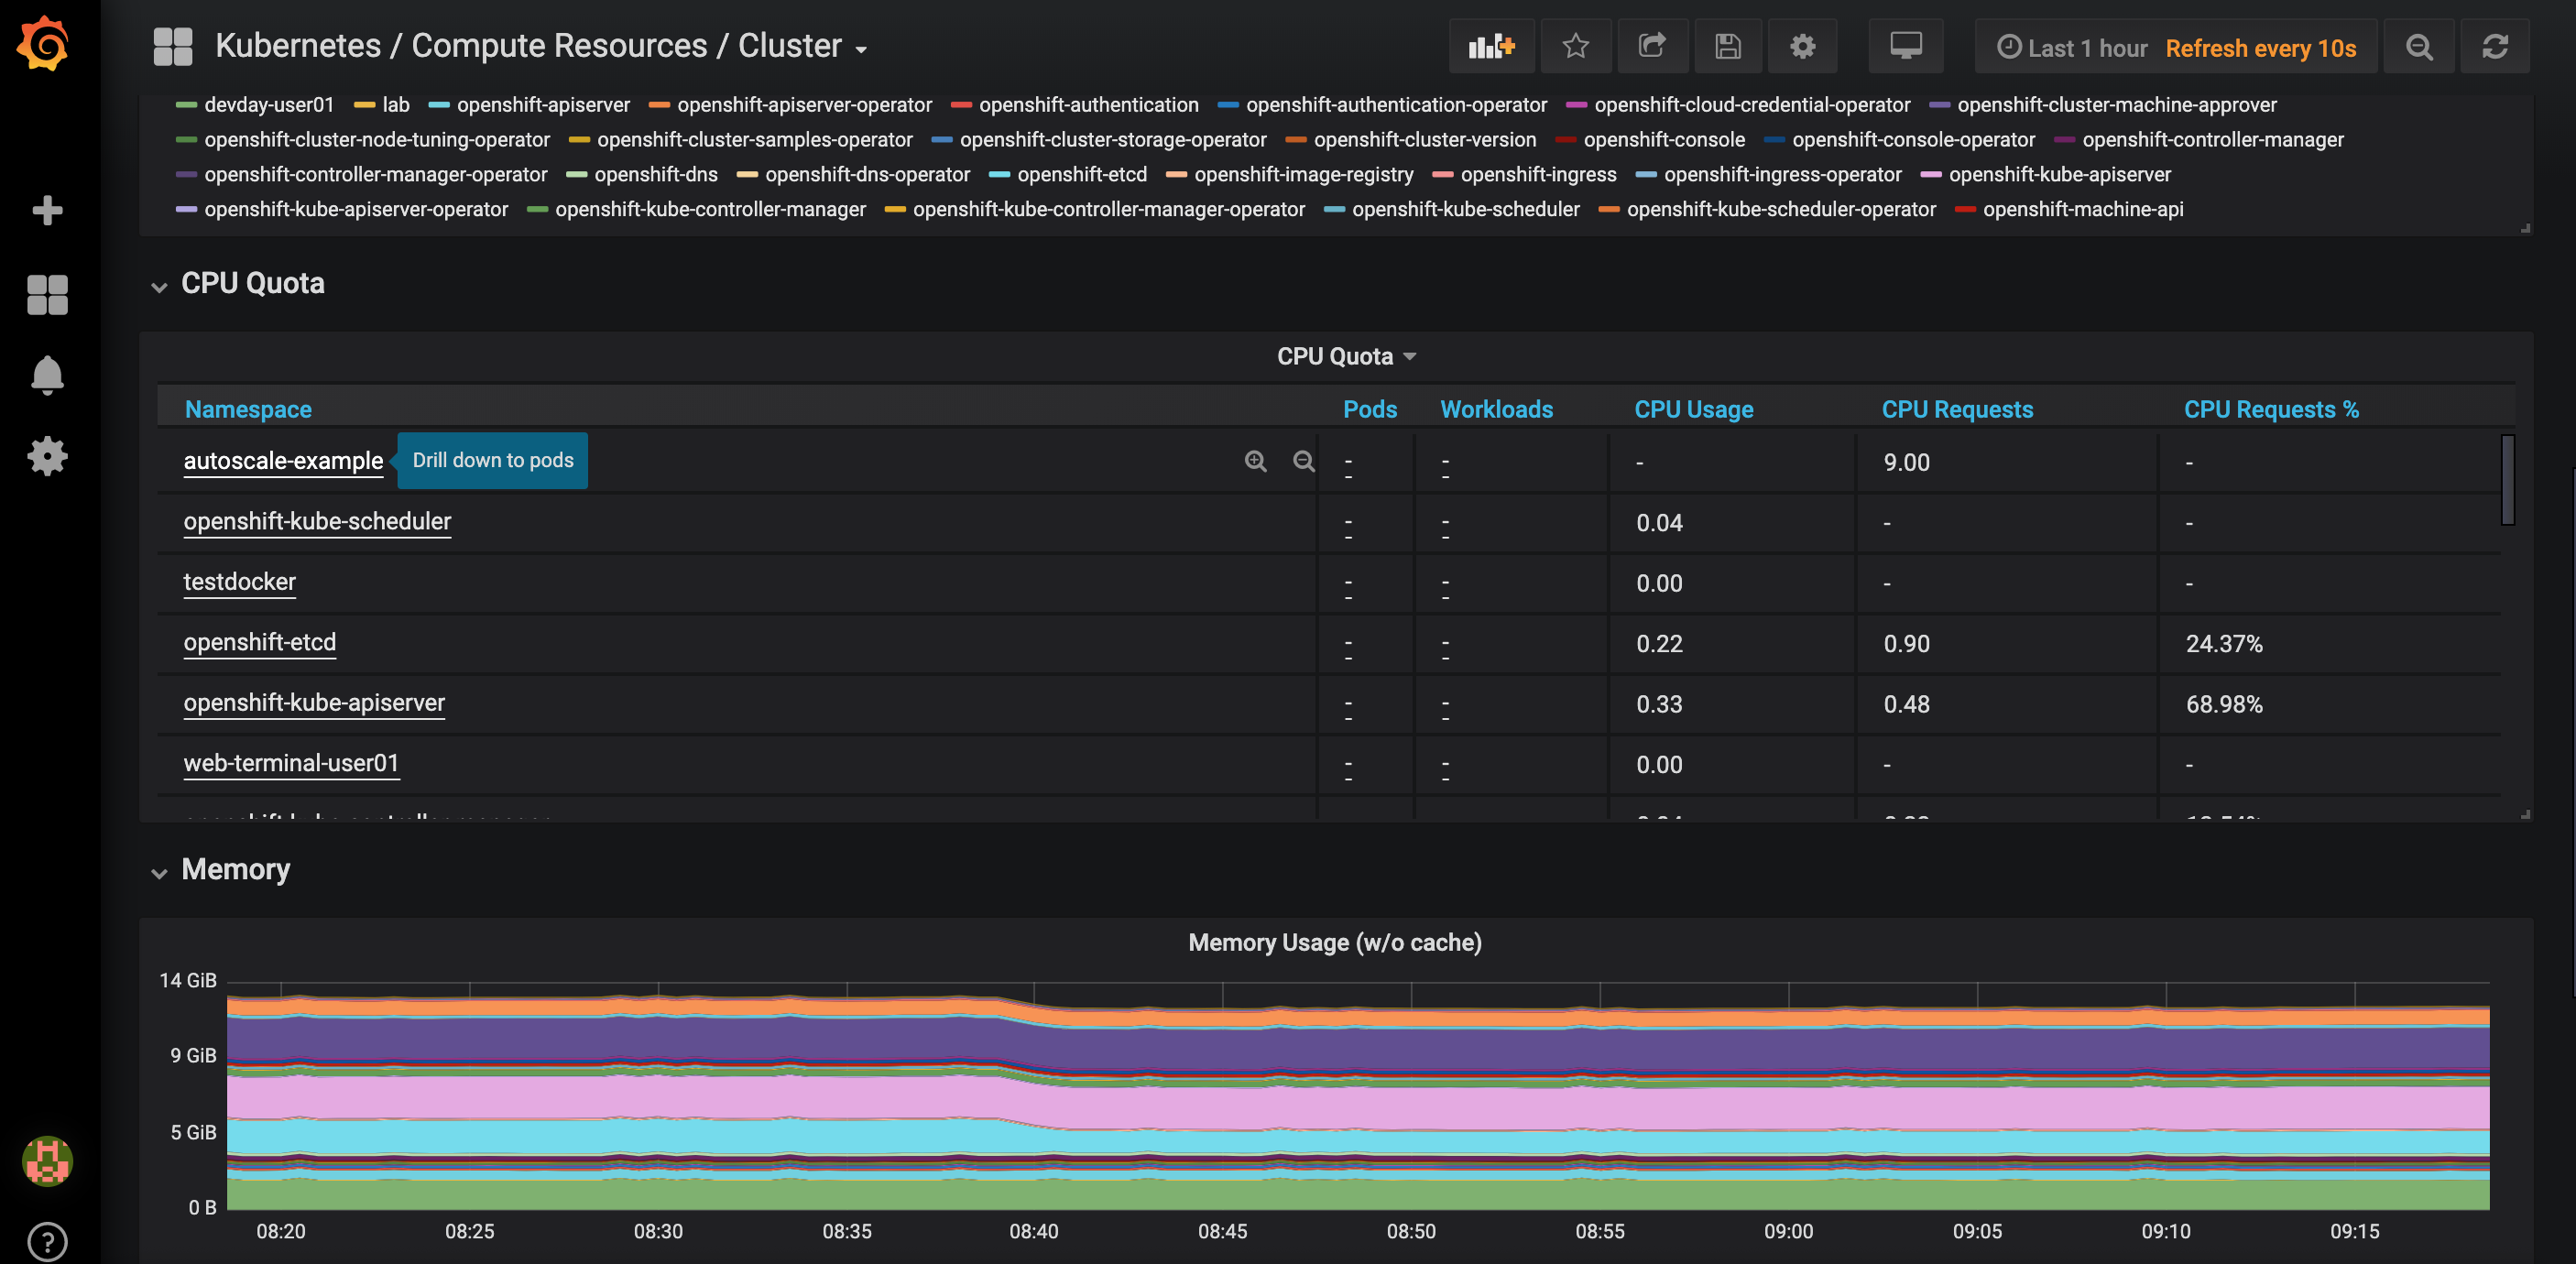 Kubernetes / Compute Resources / Cluster
Last 1 hour Refresh every 10s
devday-user01 lab openshift-apiserver openshift-apiserver-operator openshift-authentication openshift-authentication-operator openshift-cloud-credential-operator openshift-cluster-machine-approver
openshift-cluster-node-tuning-operator openshift-cluster-samples-operator openshift-cluster-storage-operator openshift-cluster-version openshift-console openshift-console-operator openshift-controller-manager
openshift-controller-manager-operator openshift-dns openshift-dns-operator openshift-etcd openshift-image-registry openshift-ingress openshift-ingress-operator openshift-kube-apiserver
openshift-kube-apiserver-operator openshift-kube-controller-manager openshift-kube-controller-manager-operator openshift-kube-scheduler openshift-kube-scheduler-operator openshift-machine-api
CPU Quota
CPU Quota
Namespace Pods Workloads CPU Usage CPU Requests CPU Requests %
autoscale-example Drill down to pods - - - 9.00 -
openshift-kube-scheduler - - 0.04 - -
testdocker - - 0.00 - -
openshift-etcd - - 0.22 0.90 24.37%
openshift-kube-apiserver - - 0.33 0.48 68.98%
web-terminal-user01 - - 0.00 - -
Memory
Memory Usage (w/o cache)
14 GiB
9 GiB
5 GiB
0 B
08:20 08:25 08:30 08:35 08:40 08:45 08:50 08:55 09:00 09:05 09:10 09:15